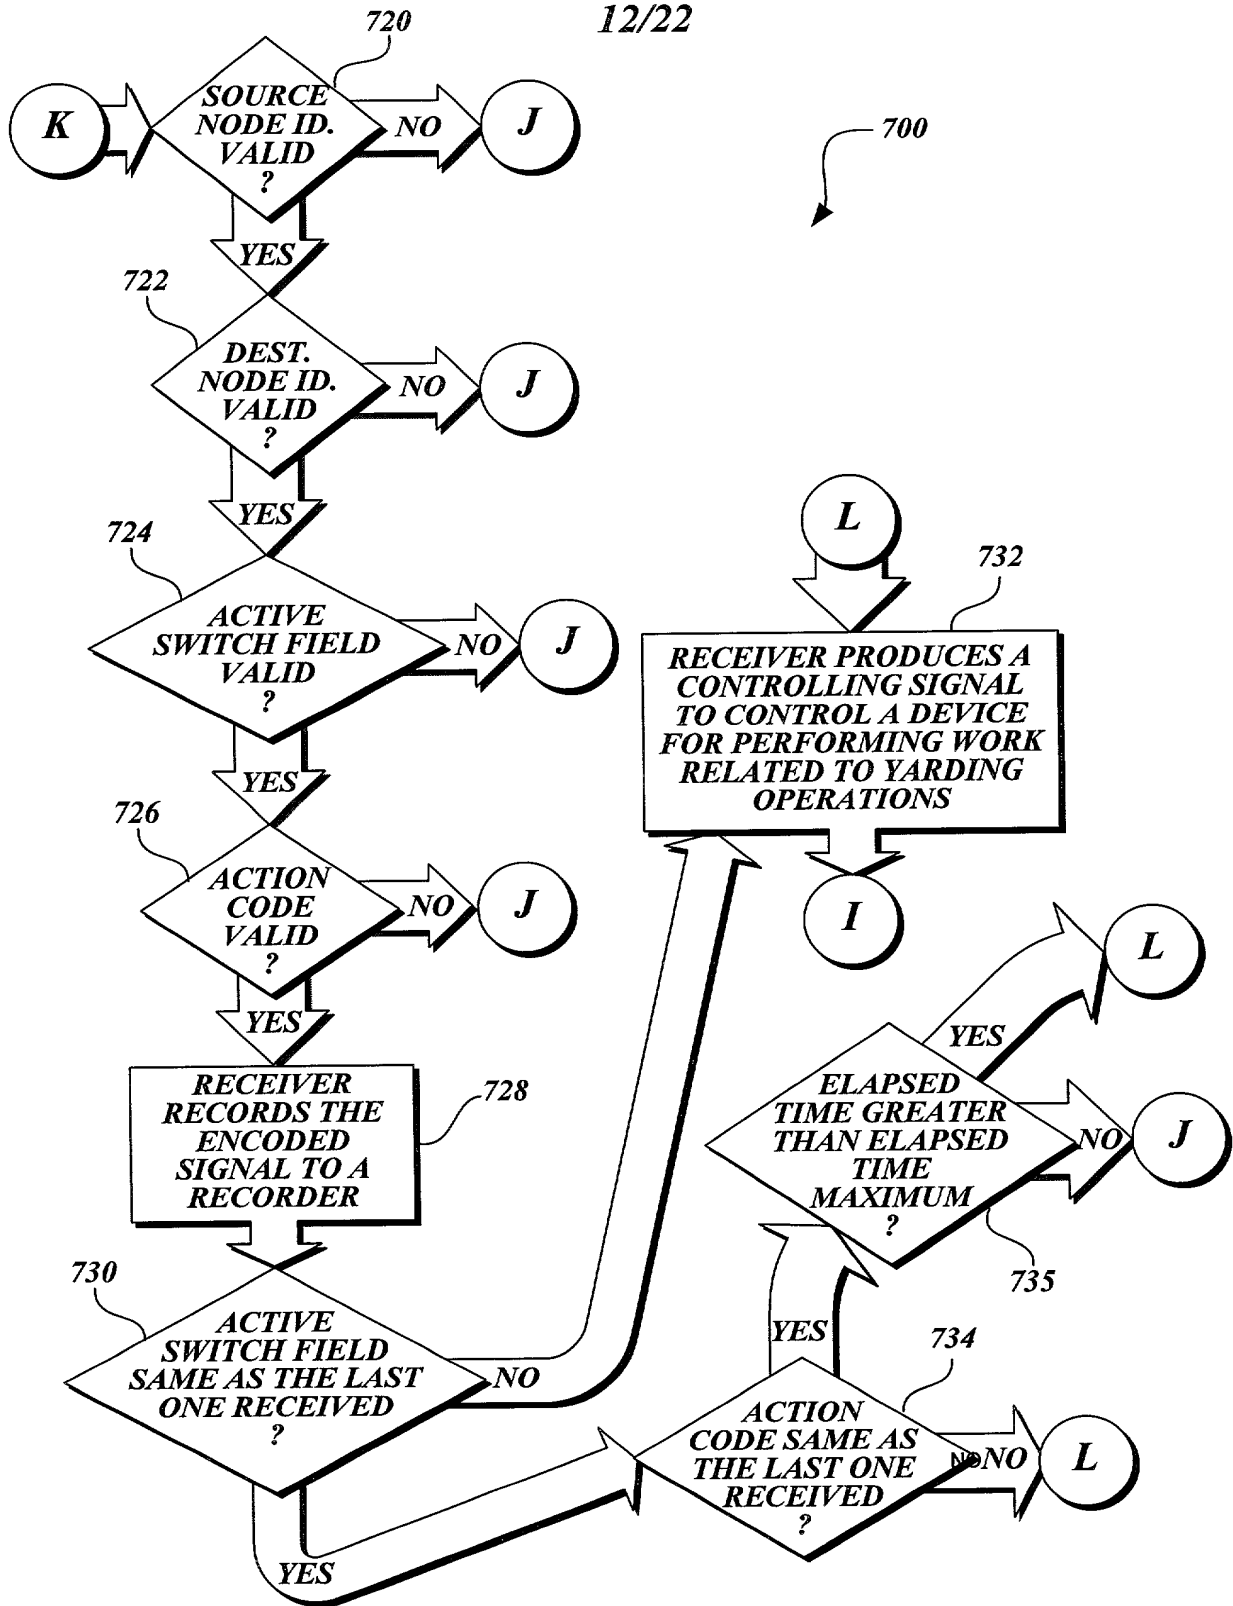 12/22
720
K
SOURCE
NODE ID.
VALID
?
NO
J
700
YES
722
DEST.
NODE ID.
VALID
?
NO
J
YES
724
ACTIVE
SWITCH FIELD
VALID
?
NO
J
YES
726
ACTION
CODE
VALID
?
NO
J
YES
RECEIVER
RECORDS THE
ENCODED
SIGNAL TO A
RECORDER
728
730
ACTIVE
SWITCH FIELD
SAME AS THE LAST
ONE RECEIVED
?
NO
YES
L
732
RECEIVER PRODUCES A
CONTROLLING SIGNAL
TO CONTROL A DEVICE
FOR PERFORMING WORK
RELATED TO YARDING
OPERATIONS
I
L
YES
ELAPSED
TIME GREATER
THAN ELAPSED
TIME
MAXIMUM
?
NO
J
735
YES
734
ACTION
CODE SAME AS
THE LAST ONE
RECEIVED
?
NO
NO
L